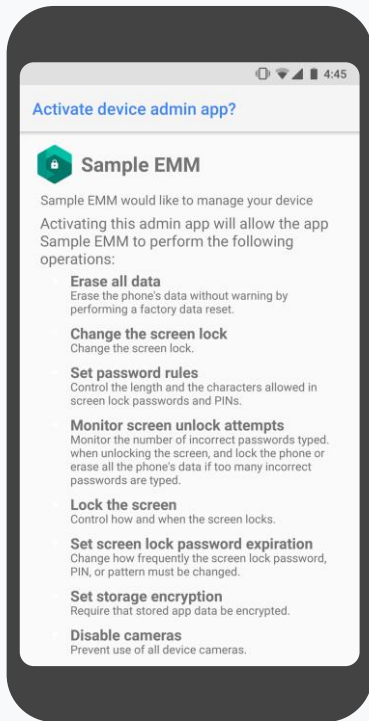 4:45
Activate device admin app?
Sample EMM
Sample EMM would like to manage your device
Activating this admin app will allow the app
Sample EMM to perform the following
operations:
Erase all data
Erase the phone's data without warning by
performing a factory data reset.
Change the screen lock
Change the screen lock.
Set password rules
Control the length and the characters allowed in
screen lock passwords and PINs.
Monitor screen unlock attempts
Monitor the number of incorrect passwords typed.
when unlocking the screen, and lock the phone or
erase all the phone's data if too many incorrect
passwords are typed.
Lock the screen
Control how and when the screen locks.
Set screen lock password expiration
Change how frequently the screen lock password,
PIN, or pattern must be changed.
Set storage encryption
Require that stored app data be encrypted.
Disable cameras
Prevent use of all device cameras.